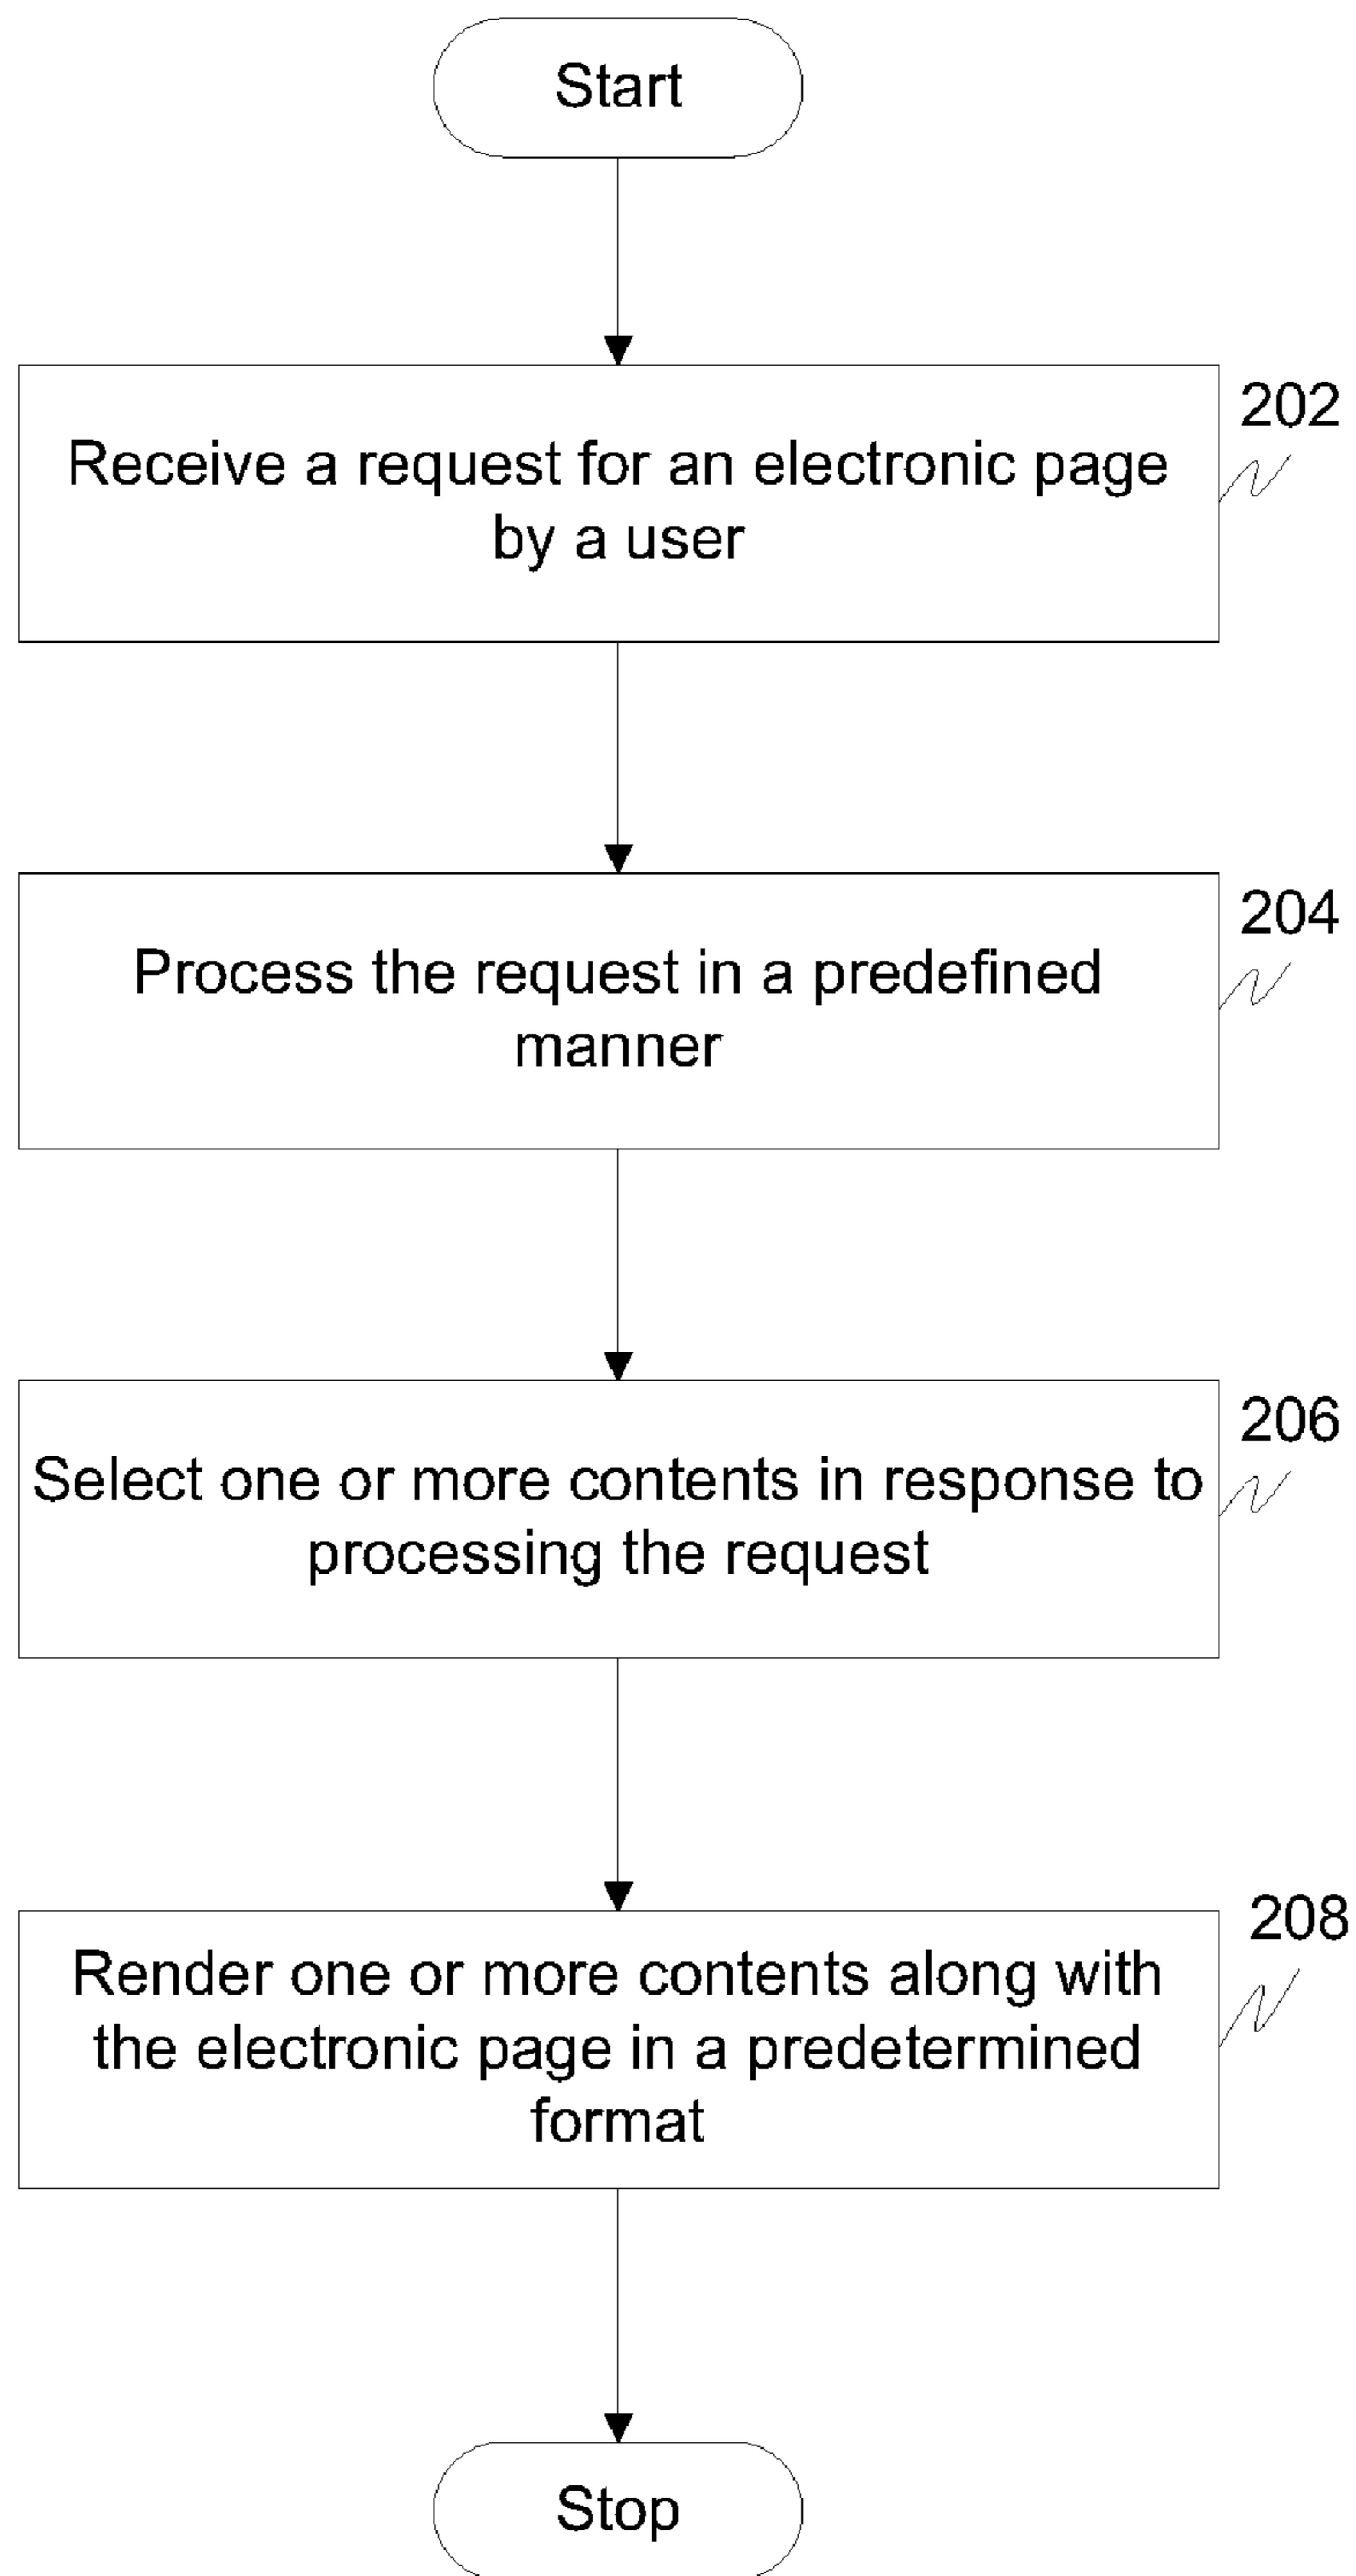 Start
202
Receive a request for an electronic page
by a user
204
Process the request in a predefined
manner
206
Select one or more contents in response to
processing the request
208
Render one or more contents along with
the electronic page in a predetermined
format
Stop